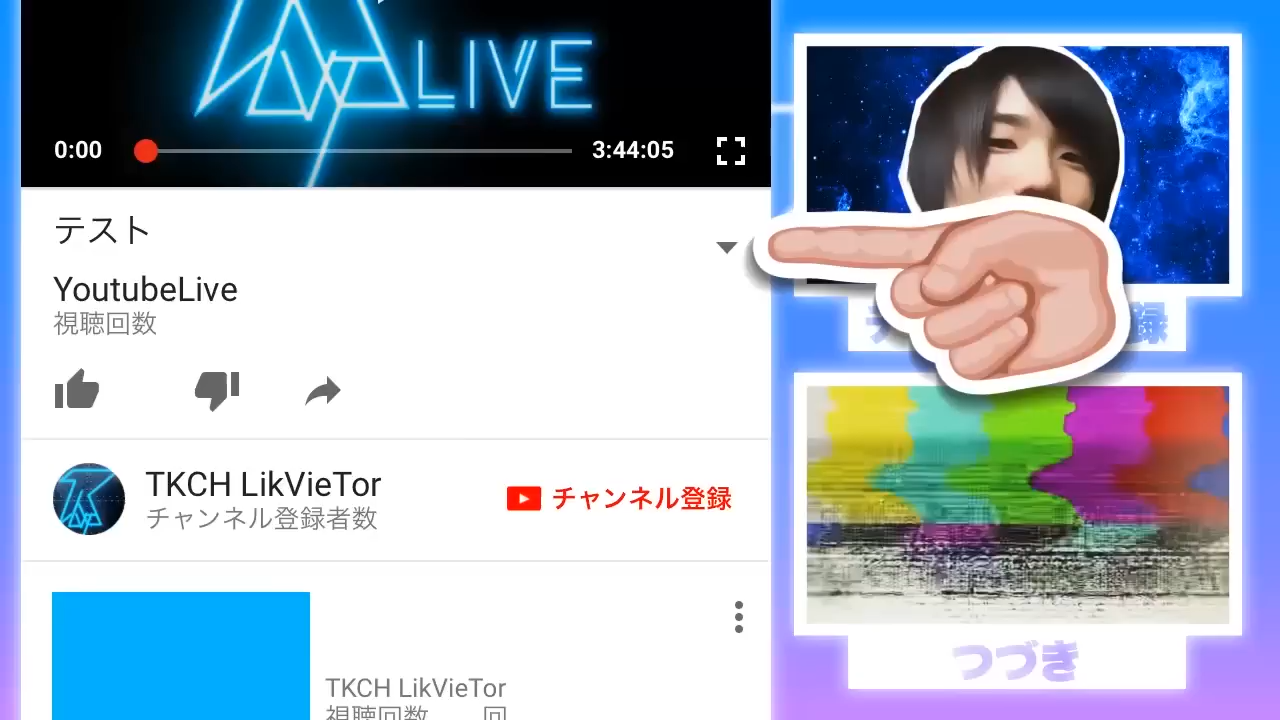 LIVE
0:00
3:44:05
テスト
YoutubeLive
視聴回数
TKCH LikVieTor
チャンネル登録者数
チャンネル登録
TKCH LikVieTor
視聴回数 回
録
つづき